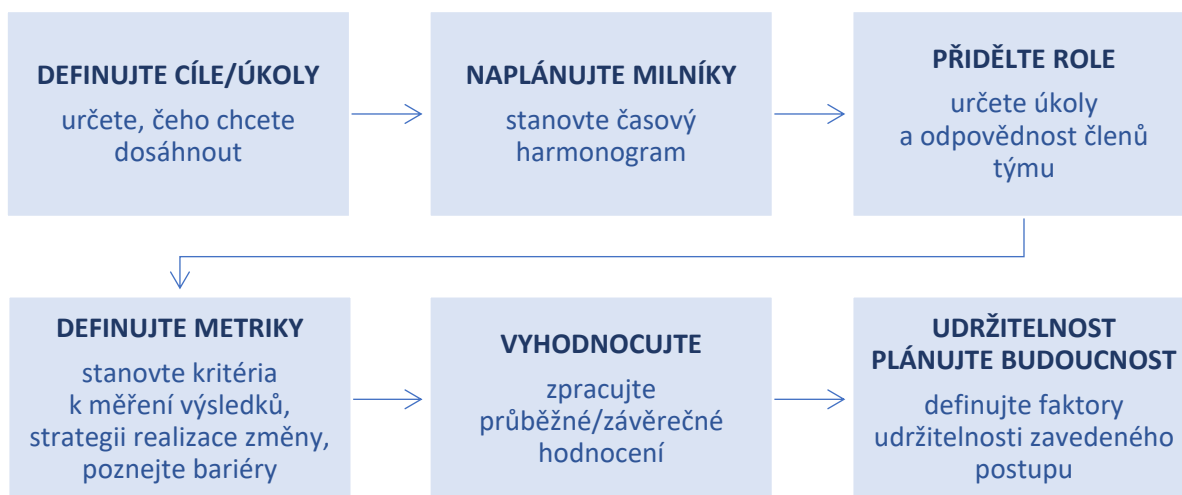 DEFINUJTE CÍLE/ÚKOLY
určete, čeho chcete
dosáhnout
NAPLÁNUJTE MILNÍKY
stanovte časový
harmonogram
PŘIDĚLTE ROLE
určete úkoly
a odpovědnost členů
týmu
DEFINUJTE METRIKY
stanovte kritéria
k měření výsledků,
strategii realizace změny,
poznejte bariéry
VYHODNOCUJTE
zpracujte
průběžné/závěrečné
hodnocení
UDRŽITELNOST
PLÁNUJTE BUDOUCNOST
definujte faktory
udržitelnosti zavedeného
postupu